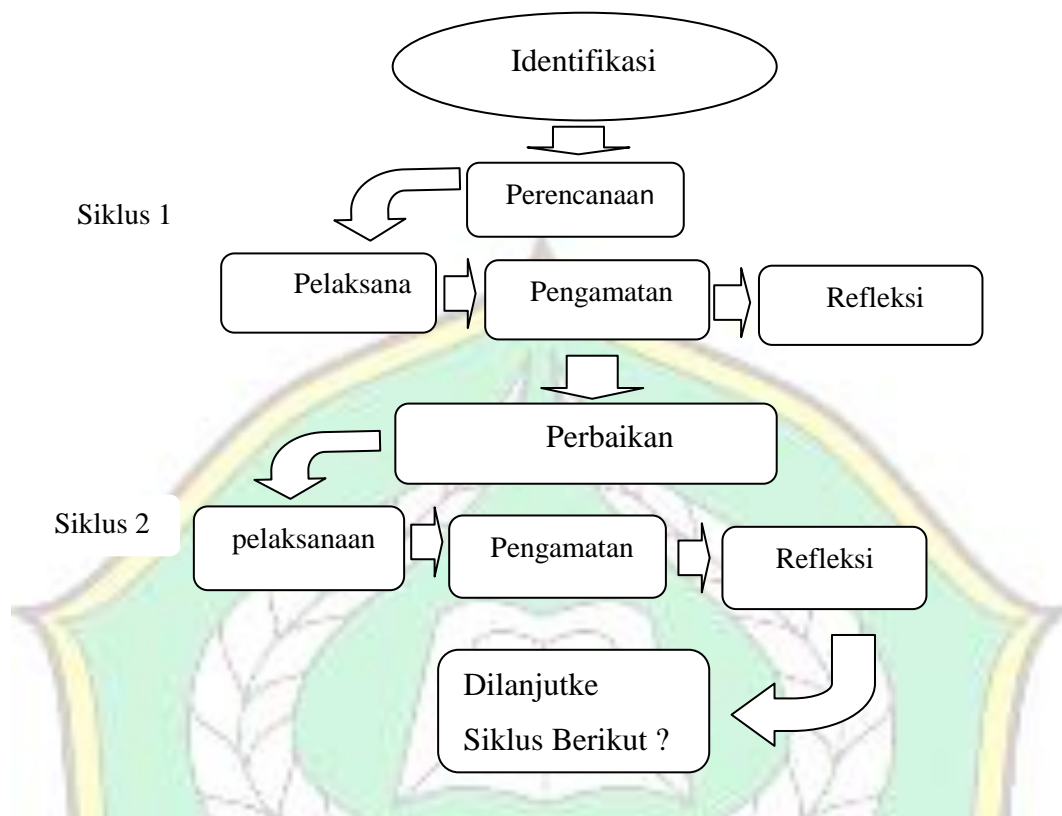 Identifikasi
Perencanaan
Siklus 1
Pelaksana
Pengamatan
Refleksi
Perbaikan
Siklus 2
pelaksanaan
Pengamatan
Refleksi
Dilanjutke
Siklus Berikut ?